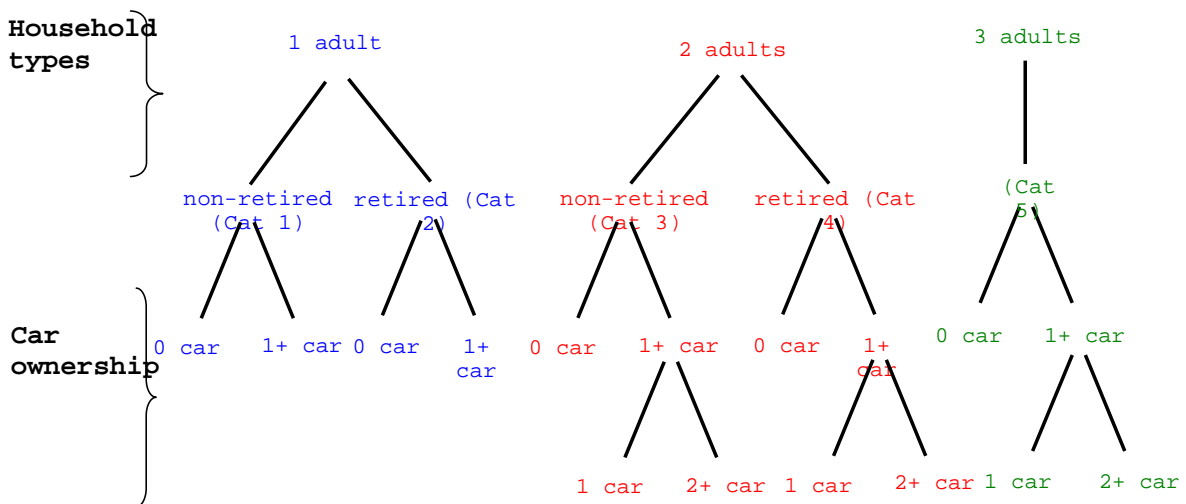 Household
types
1 adult
2 adults
3 adults
non-retired
(Cat 1)
retired (Cat
2)
non-retired
(Cat 3)
retired (Cat
4)
(Cat
5)
Car
ownership
0 car
1+ car
0 car
1+
car
0 car
1+ car
0 car
1+
car
0 car
1+ car
1 car
2+ car
1 car
2+ car
1 car
2+ car